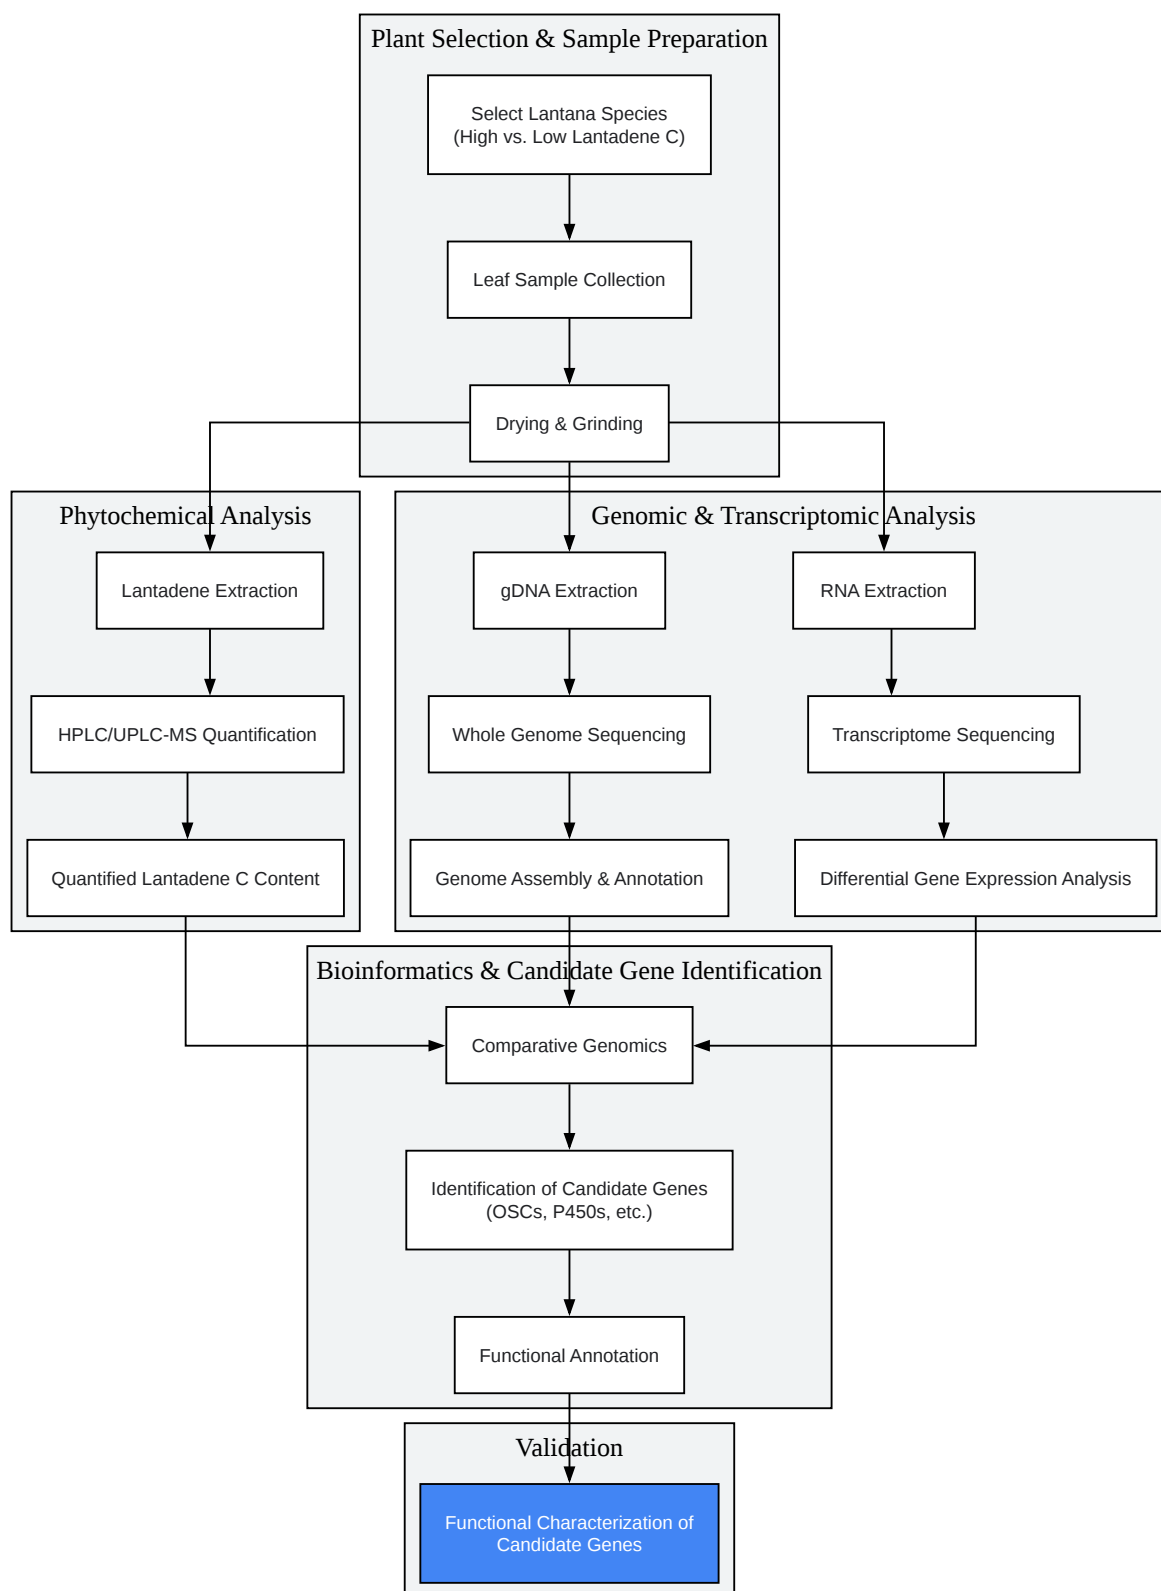 Plant Selection & Sample Preparation
Select Lantana Species
(High vs. Low Lantadene C)
Leaf Sample Collection
Drying & Grinding
Phytochemical Analysis
Lantadene Extraction
HPLC/UPLC-MS Quantification
Quantified Lantadene C Content
Genomic & Transcriptomic Analysis
gDNA Extraction
Whole Genome Sequencing
Genome Assembly & Annotation
RNA Extraction
Transcriptome Sequencing
Differential Gene Expression Analysis
Bioinformatics & Candidate Gene Identification
Comparative Genomics
Identification of Candidate Genes
(OSCs, P450s, etc.)
Functional Annotation
Validation
Functional Characterization of
Candidate Genes